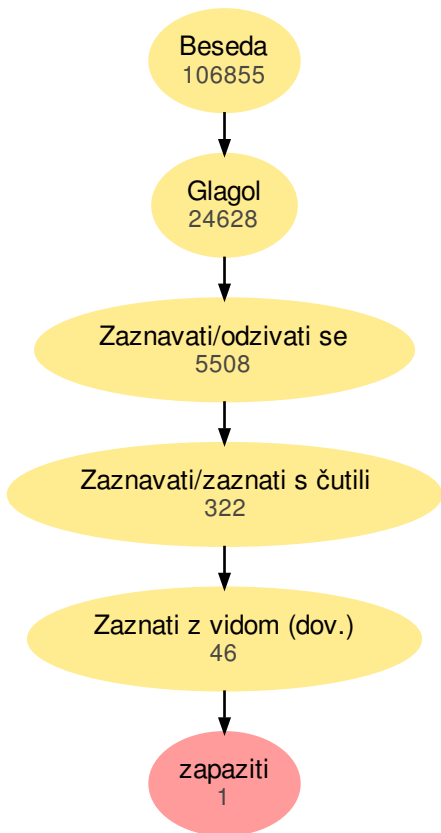 Beseda
106855
Glagol
24628
Zaznavati/odzivati se
5508
Zaznavati/zaznati s čutili
322
Zaznati z vidom (dov.)
46
zapaziti
1